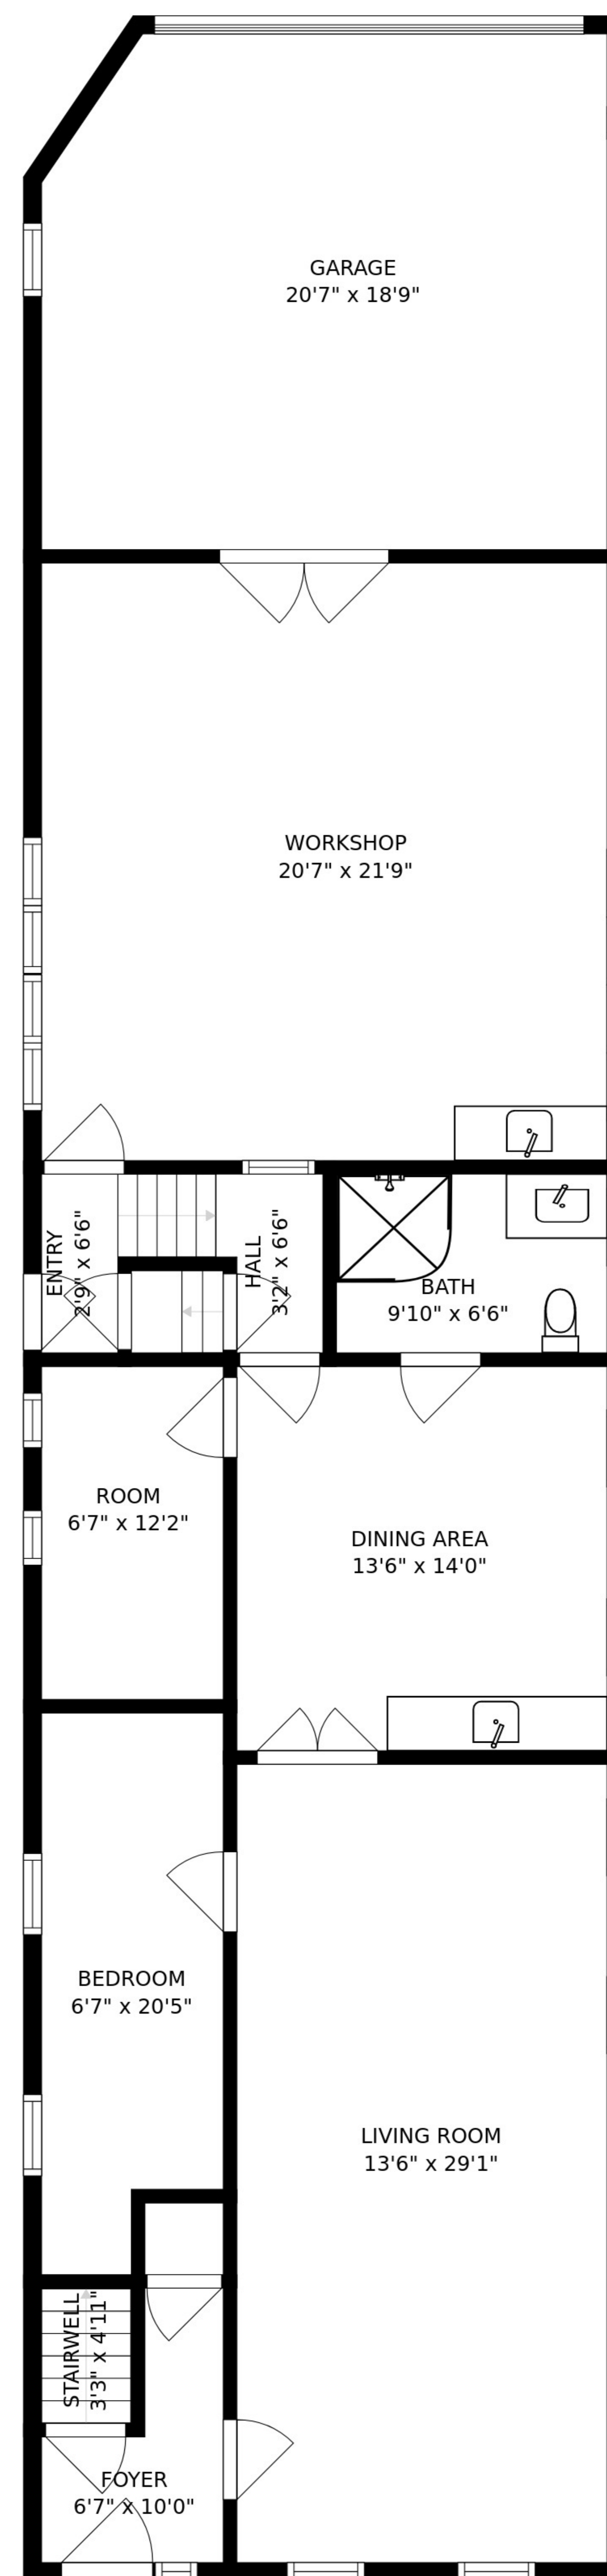 GARAGE
20'7" x 18'9"
WORKSHOP
20'7" x 21'9"
ENTRY
2'9" x 6'6"
HALL
3'2" x 6'6"
BATH
9'10" x 6'6"
ROOM
6'7" x 12'2"
DINING AREA
13'6" x 14'0"
BEDROOM
6'7" x 20'5"
LIVING ROOM
13'6" x 29'1"
STAIRWELL
3'3" x 4'11"
FOYER
6'7" x 10'0"